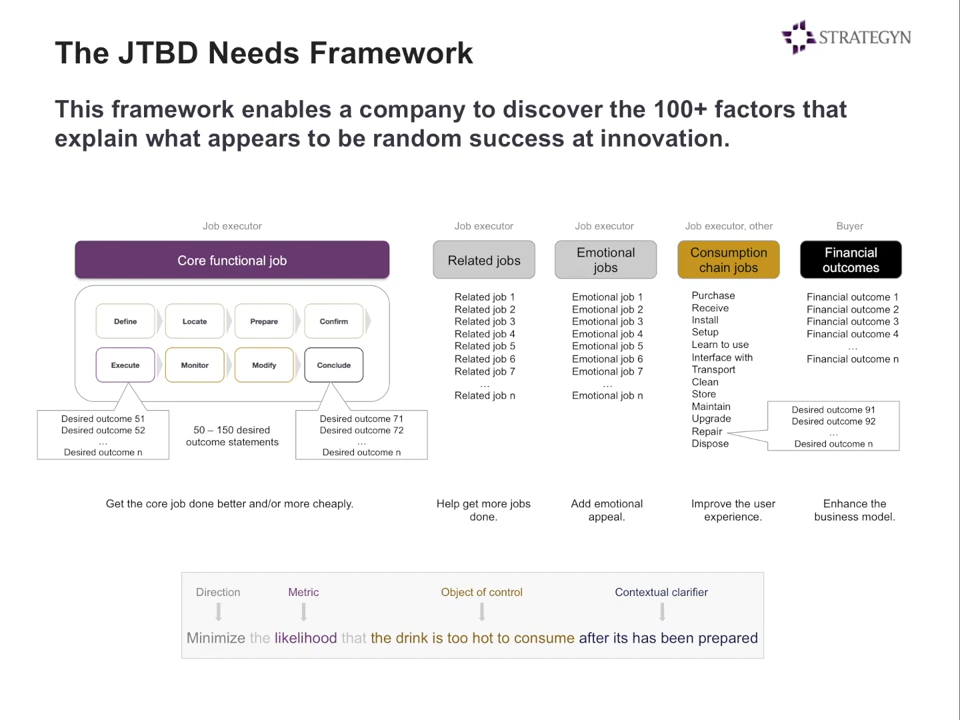 The JTBD Needs Framework
STRATEGYN
This framework enables a company to discover the 100+ factors that
explain what appears to be random success at innovation.
Job executor
Core functional job
Define
Locate
Prepare
Confirm
Execute
Monitor
Modify
Conclude
Desired outcome 51
Desired outcome 52
…
Desired outcome n
50 – 150 desired
outcome statements
Desired outcome 71
Desired outcome 72
…
Desired outcome n
Get the core job done better and/or more cheaply.
Job executor
Related jobs
Related job 1
Related job 2
Related job 3
Related job 4
Related job 5
Related job 6
Related job 7
…
Related job n
Help get more jobs
done.
Job executor
Emotional
jobs
Emotional job 1
Emotional job 2
Emotional job 3
Emotional job 4
Emotional job 5
Emotional job 6
Emotional job 7
…
Emotional job n
Add emotional
appeal.
Job executor, other
Consumption
chain jobs
Purchase
Receive
Install
Setup
Learn to use
Interface with
Transport
Clean
Store
Maintain
Upgrade
Repair
Dispose
Desired outcome 91
Desired outcome 92
…
Desired outcome n
Improve the user
experience.
Buyer
Financial
outcomes
Financial outcome 1
Financial outcome 2
Financial outcome 3
Financial outcome 4
…
Financial outcome n
Enhance the
business model.
Direction
Metric
Object of control
Contextual clarifier
Minimize the likelihood that the drink is too hot to consume after its has been prepared